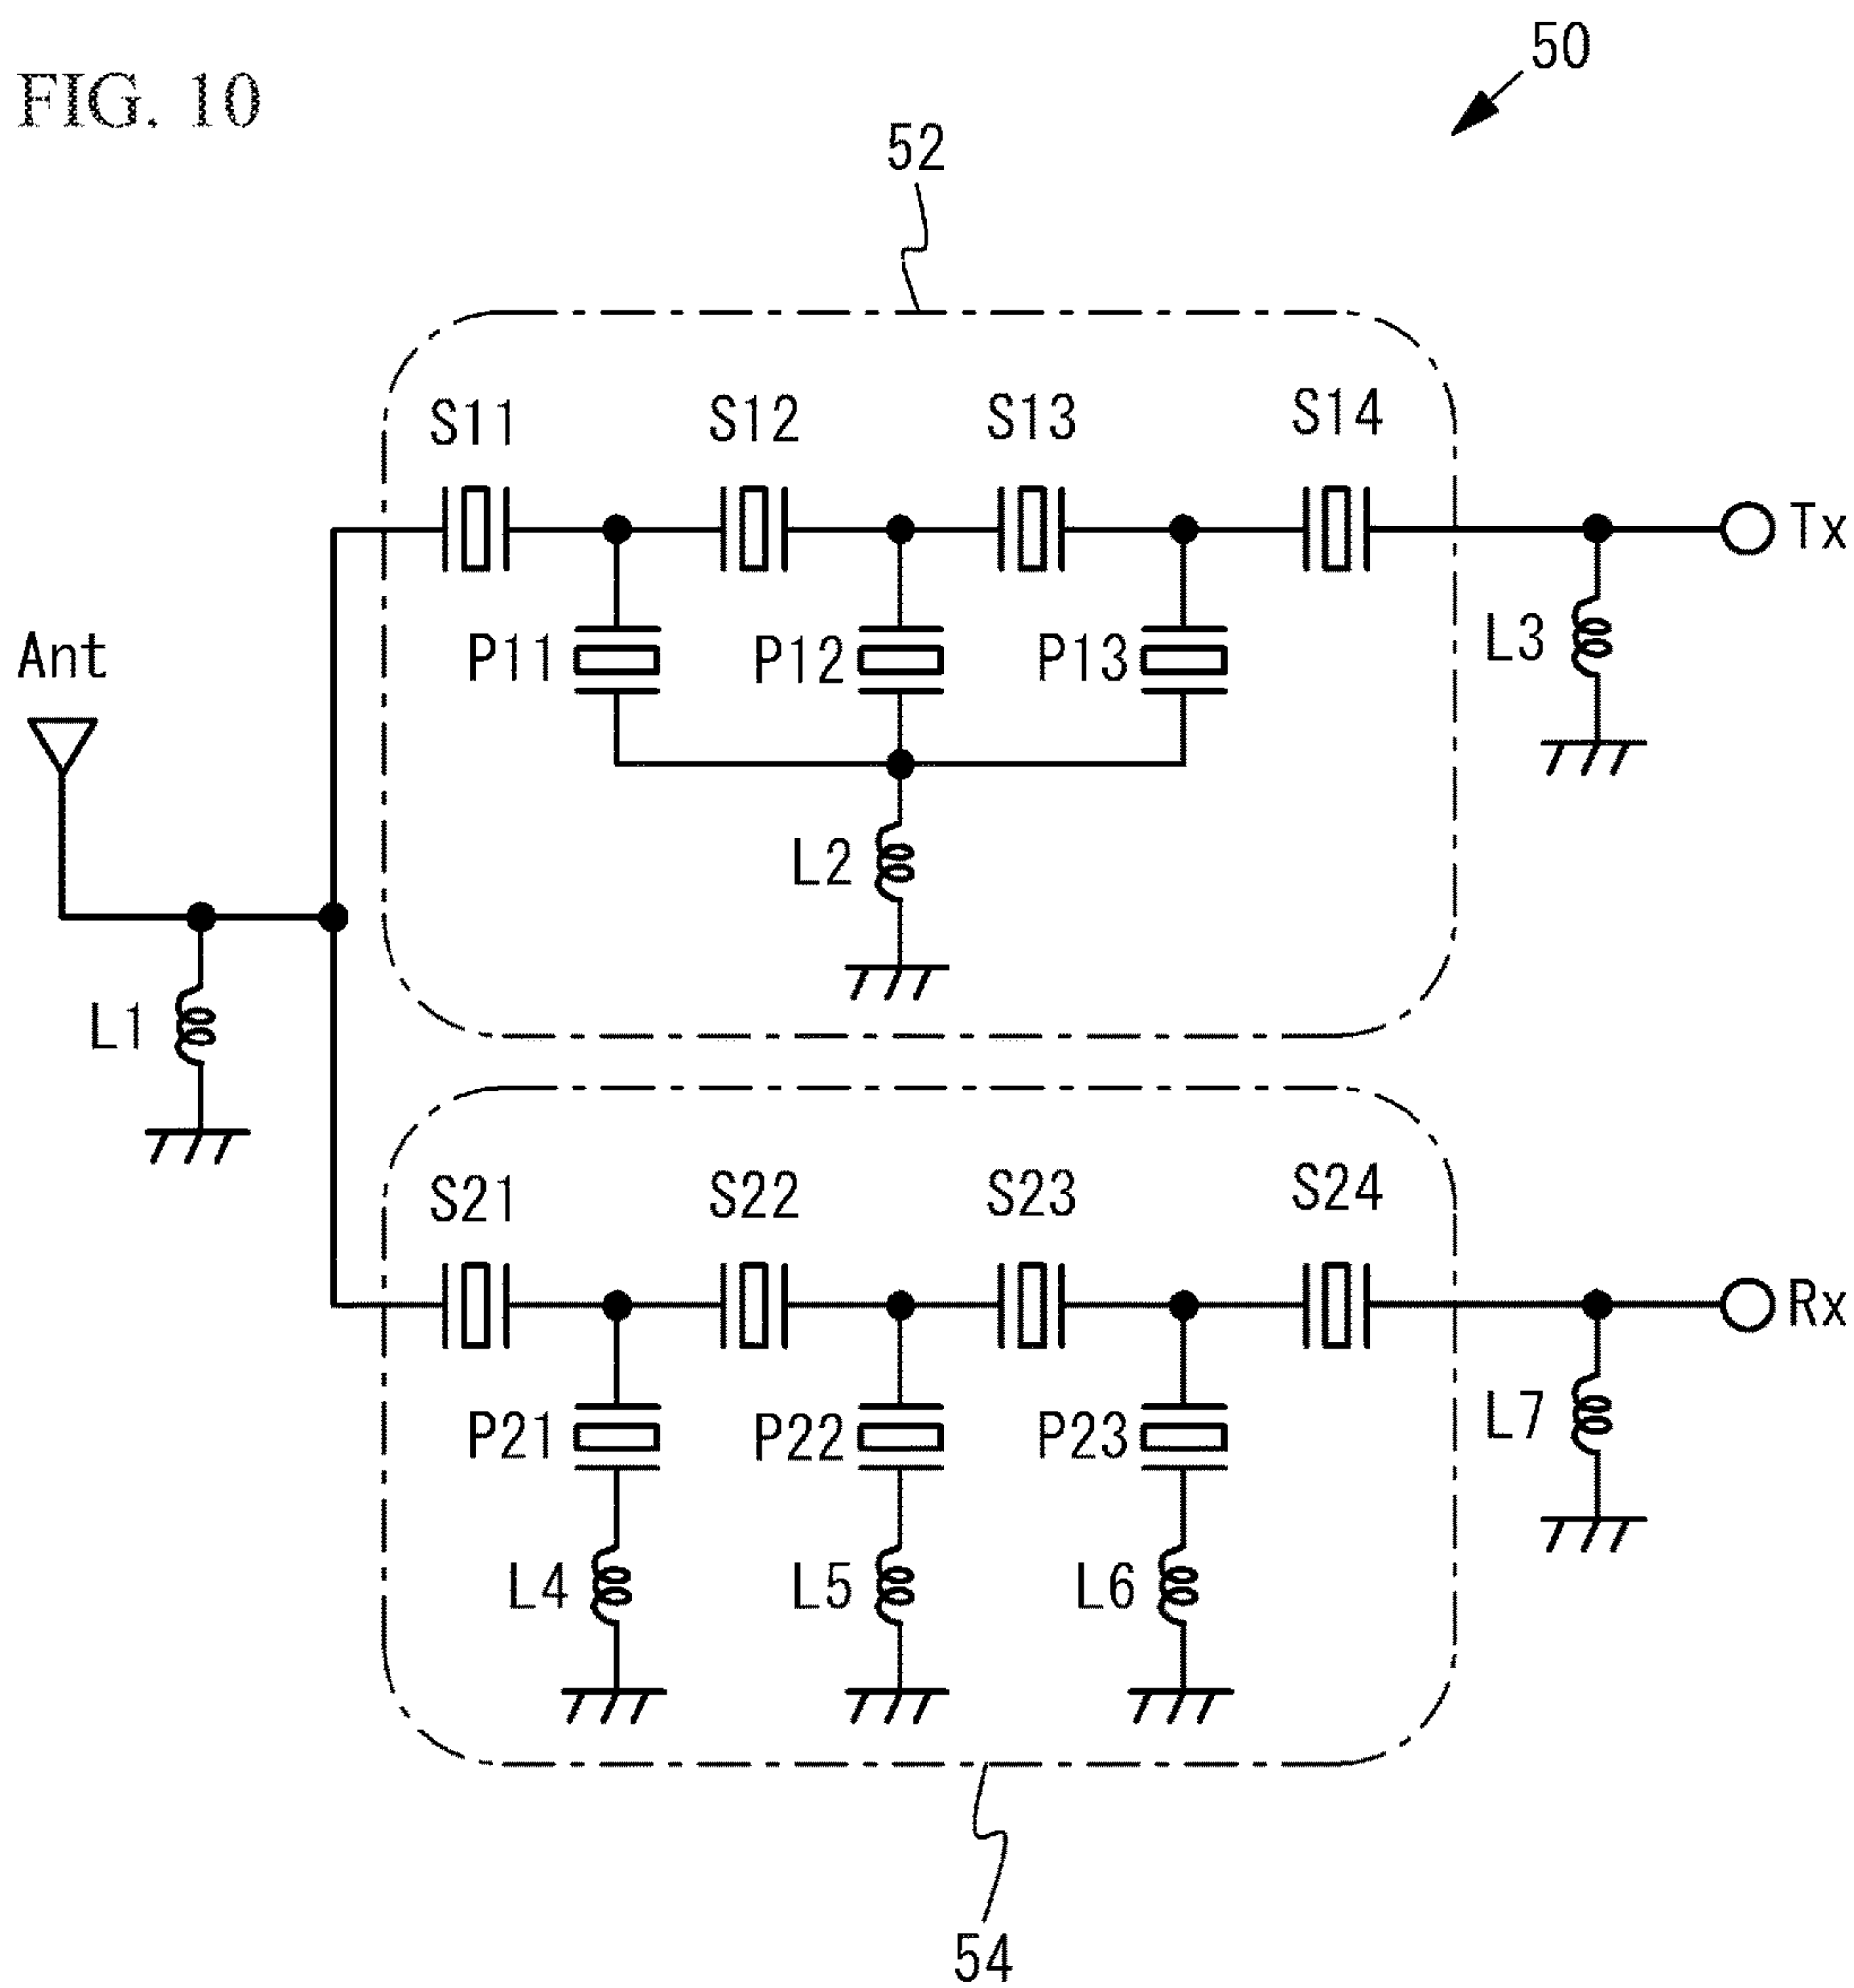 FIG. 10
50
52
S11 S12 S13 S14
Tx
Ant
P11 P12 P13 L3
L2
L1
S21 S22 S23 S24
Rx
P21 P22 P23 L7
L4 L5 L6
54